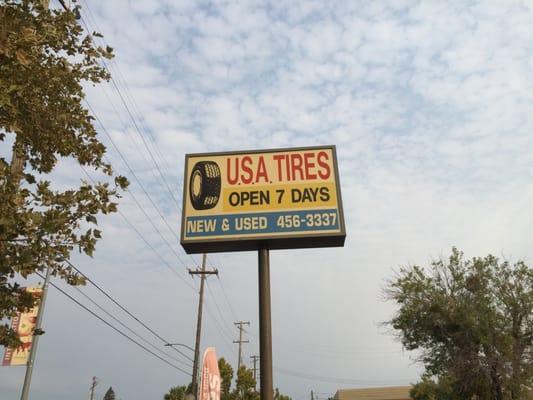 U.S.A. TIRES
OPEN 7 DAYS
NEW & USED 456-3337